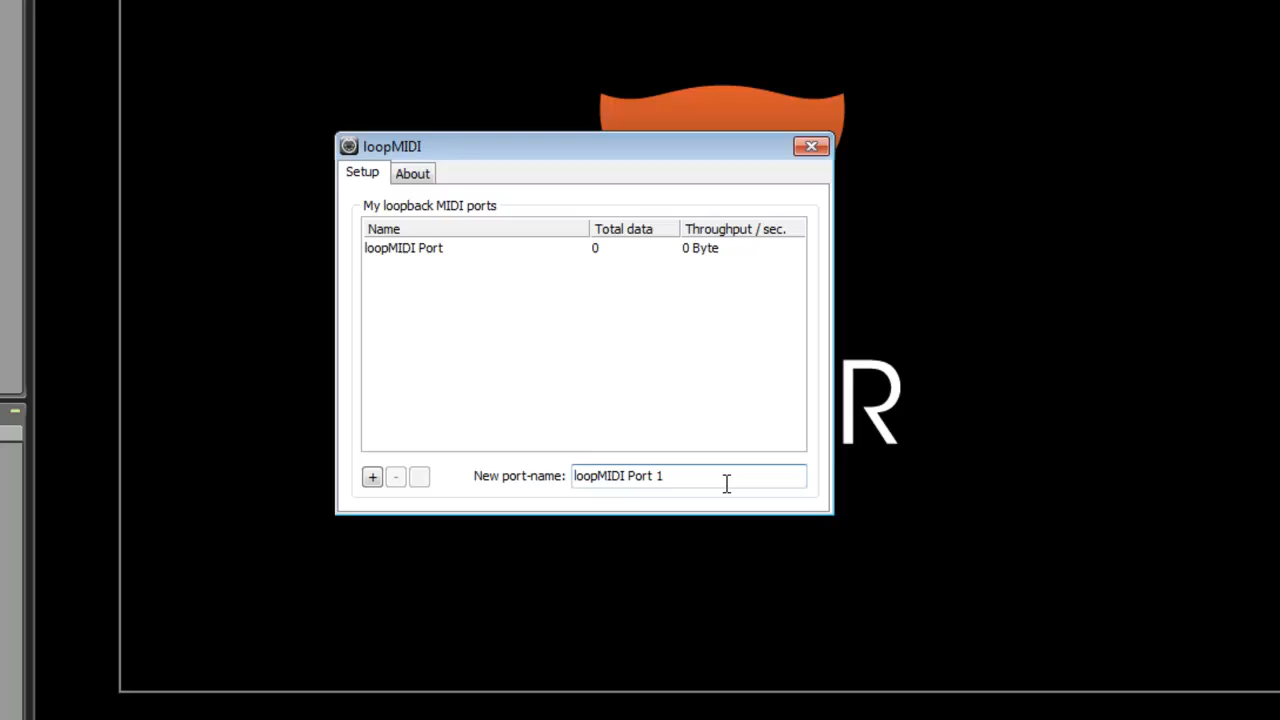 loopMIDI
Setup
About
My loopback MIDI ports
Name Total data Throughput / sec.
loopMIDI Port 0 0 Byte
+ - New port-name: loopMIDI Port 1
R